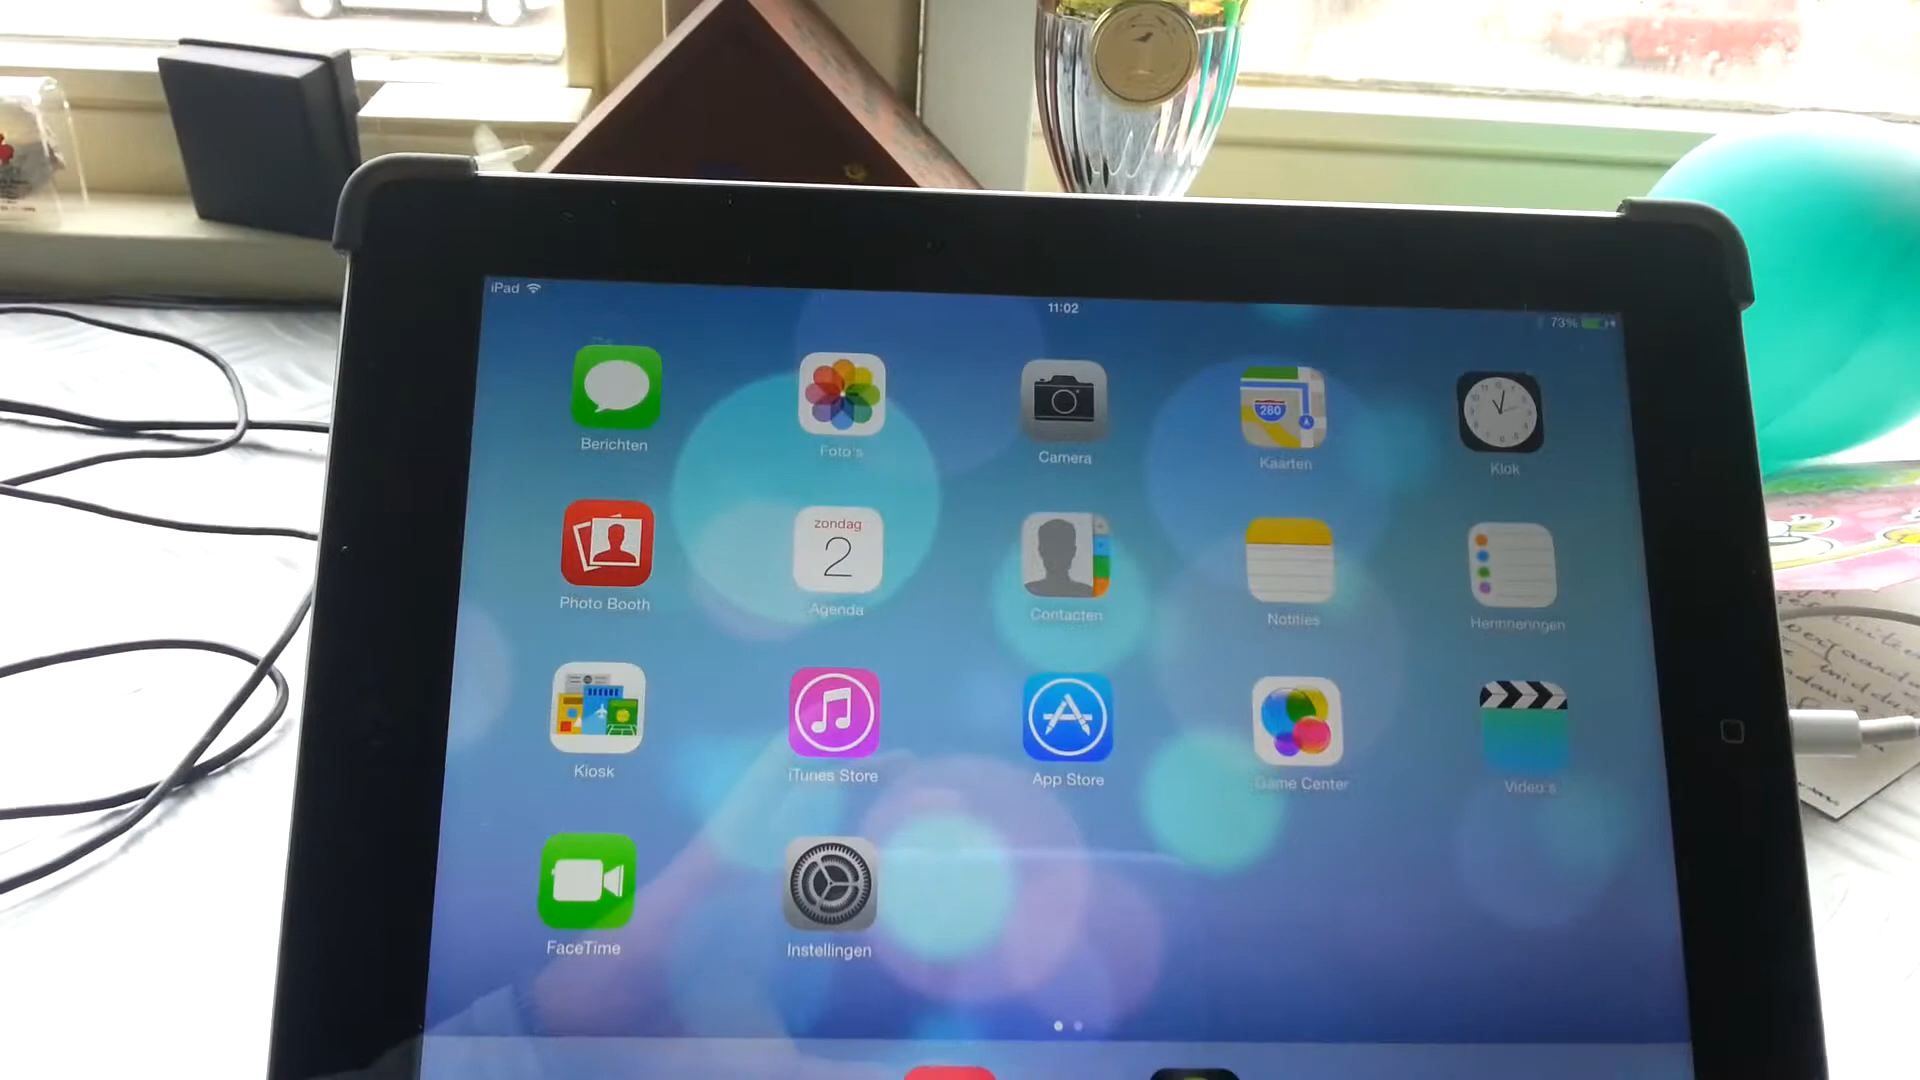 iPad
11:02
73%
Berichten
Foto's
Camera
280
Kaarten
Klok
Photo Booth
zondag
2
Agenda
Contacten
Notities
Herinneringen
Kiosk
iTunes Store
App Store
Game Center
Video's
FaceTime
Instellingen